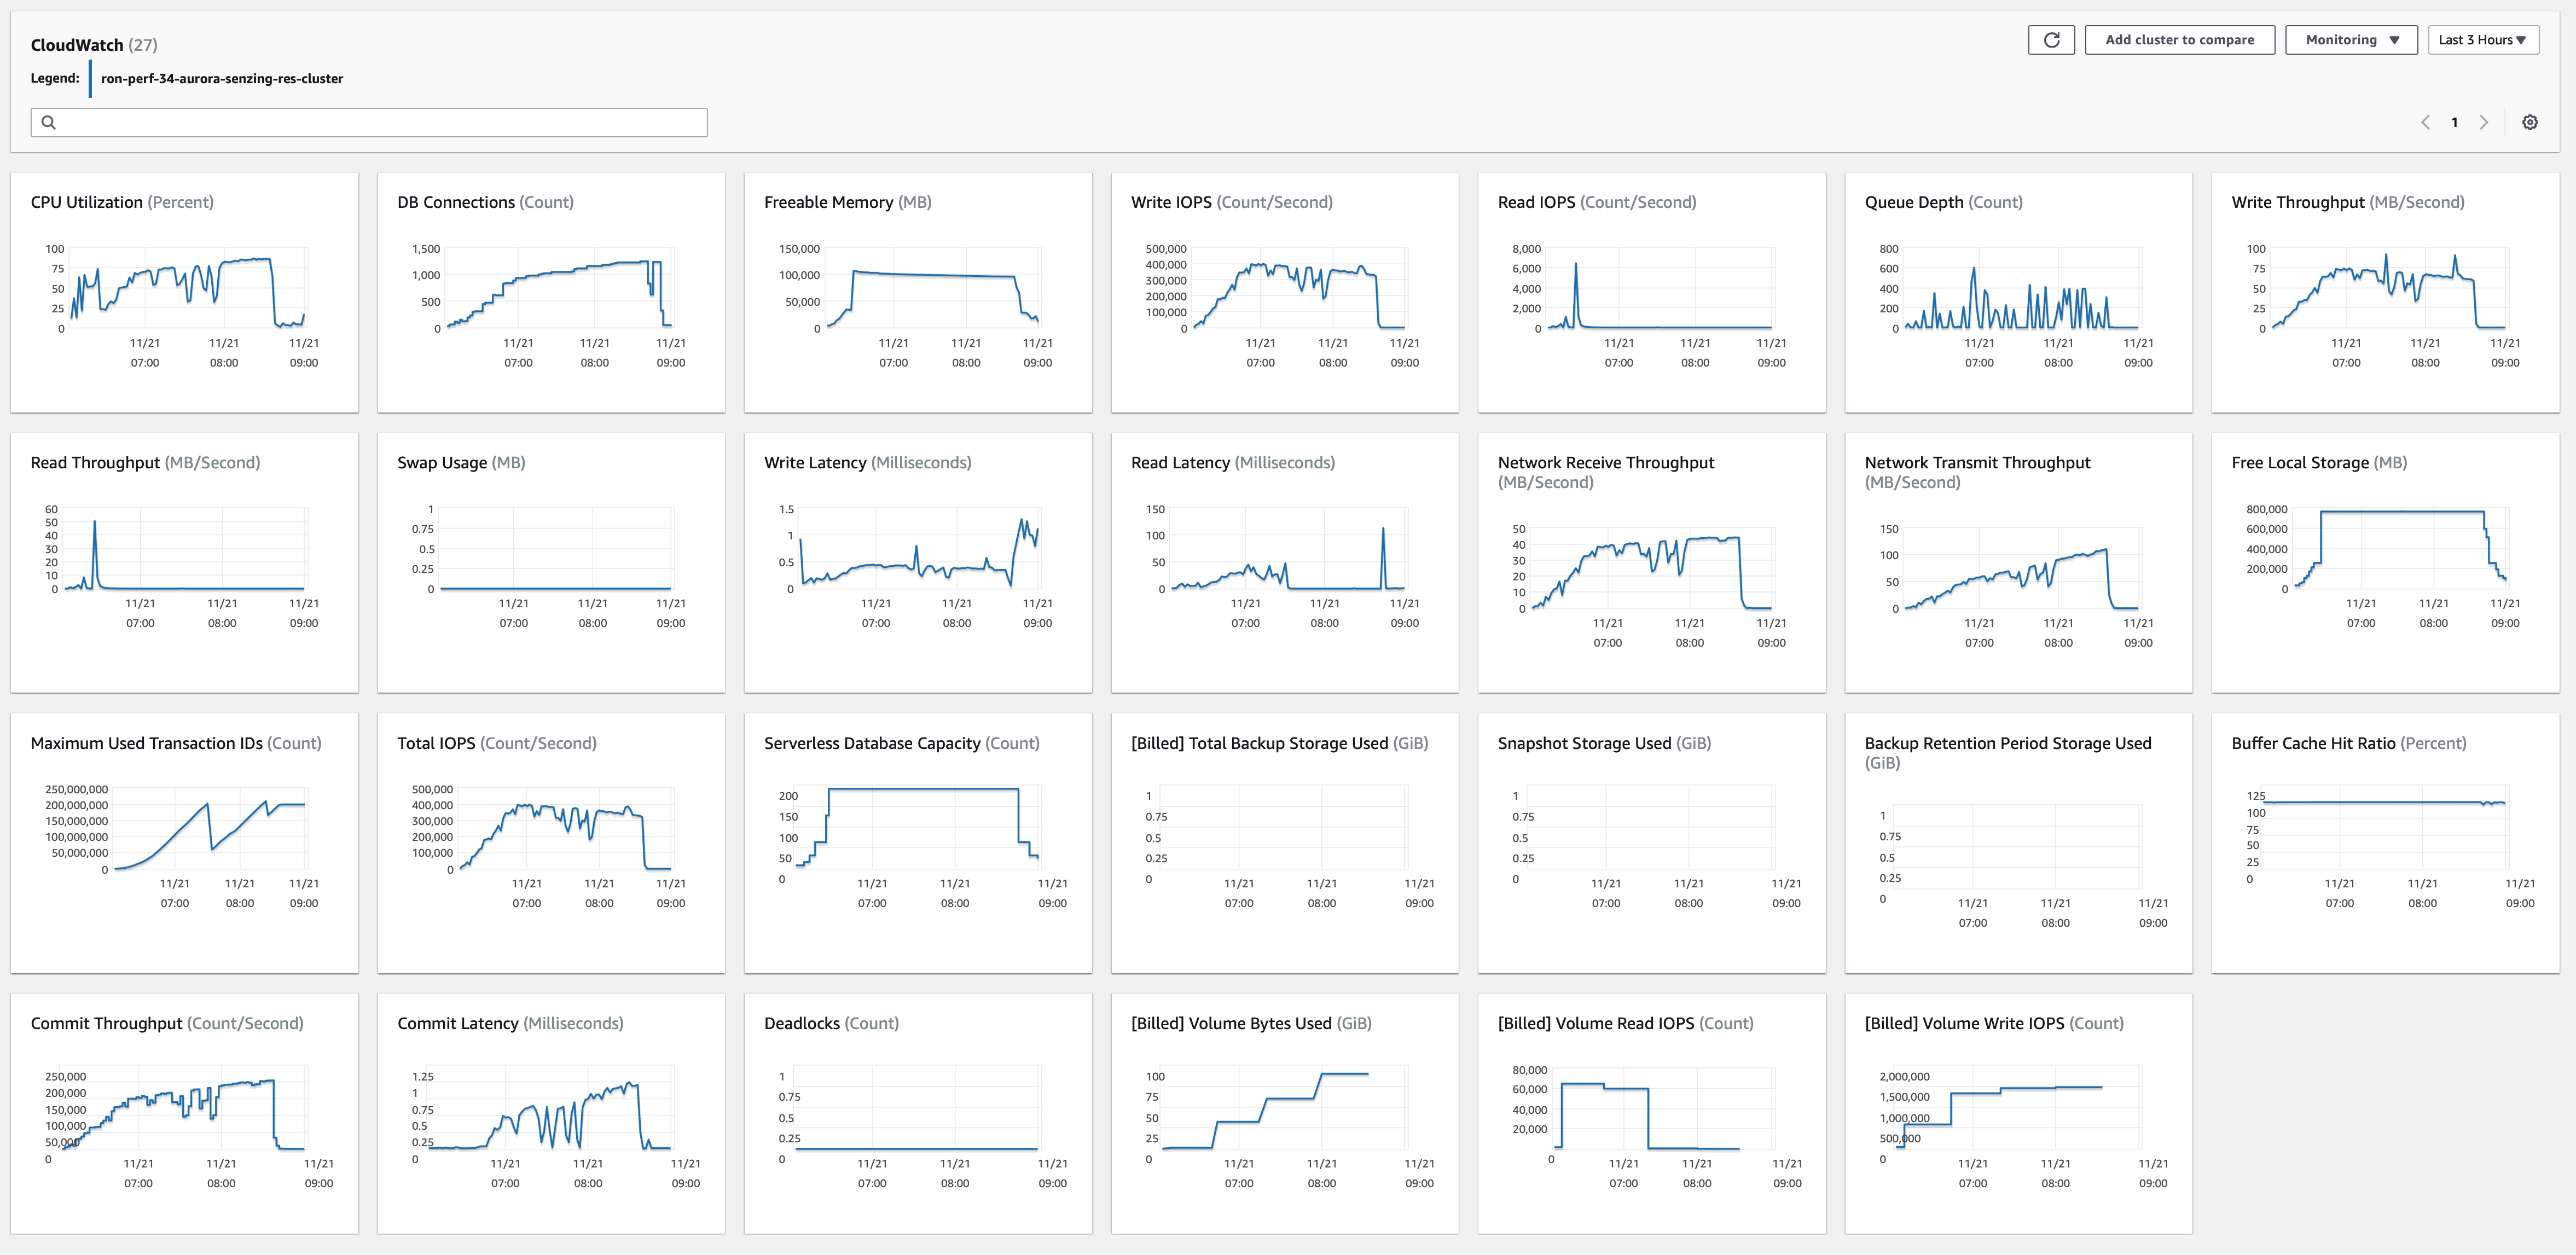 CloudWatch (27)
Add cluster to compare
Monitoring
Last 3 Hours
Legend:
ron-perf-34-aurora-senzing-res-cluster
1
CPU Utilization (Percent)
100
75
50
25
0
11/21 11/21 11/21
07:00 08:00 09:00
DB Connections (Count)
1,500
1,000
500
0
11/21 11/21 11/21
07:00 08:00 09:00
Freeable Memory (MB)
150,000
100,000
50,000
0
11/21 11/21 11/21
07:00 08:00 09:00
Write IOPS (Count/Second)
500,000
400,000
300,000
200,000
100,000
0
11/21 11/21 11/21
07:00 08:00 09:00
Read IOPS (Count/Second)
8,000
6,000
4,000
2,000
0
11/21 11/21 11/21
07:00 08:00 09:00
Queue Depth (Count)
800
600
400
200
0
11/21 11/21 11/21
07:00 08:00 09:00
Write Throughput (MB/Second)
100
75
50
25
0
11/21 11/21 11/21
07:00 08:00 09:00
Read Throughput (MB/Second)
60
50
40
30
20
10
0
11/21 11/21 11/21
07:00 08:00 09:00
Swap Usage (MB)
1
0.75
0.5
0.25
0
11/21 11/21 11/21
07:00 08:00 09:00
Write Latency (Milliseconds)
1.5
1
0.5
0
11/21 11/21 11/21
07:00 08:00 09:00
Read Latency (Milliseconds)
150
100
50
0
11/21 11/21 11/21
07:00 08:00 09:00
Network Receive Throughput
(MB/Second)
50
40
30
20
10
0
11/21 11/21 11/21
07:00 08:00 09:00
Network Transmit Throughput
(MB/Second)
150
100
50
0
11/21 11/21 11/21
07:00 08:00 09:00
Free Local Storage (MB)
800,000
600,000
400,000
200,000
0
11/21 11/21 11/21
07:00 08:00 09:00
Maximum Used Transaction IDs (Count)
250,000,000
200,000,000
150,000,000
100,000,000
50,000,000
0
11/21 11/21 11/21
07:00 08:00 09:00
Total IOPS (Count/Second)
500,000
400,000
300,000
200,000
100,000
0
11/21 11/21 11/21
07:00 08:00 09:00
Serverless Database Capacity (Count)
200
150
100
50
0
11/21 11/21 11/21
07:00 08:00 09:00
[Billed] Total Backup Storage Used (GiB)
1
0.75
0.5
0.25
0
11/21 11/21 11/21
07:00 08:00 09:00
Snapshot Storage Used (GiB)
1
0.75
0.5
0.25
0
11/21 11/21 11/21
07:00 08:00 09:00
Backup Retention Period Storage Used
(GiB)
1
0.75
0.5
0.25
0
11/21 11/21 11/21
07:00 08:00 09:00
Buffer Cache Hit Ratio (Percent)
125
100
75
50
25
0
11/21 11/21 11/21
07:00 08:00 09:00
Commit Throughput (Count/Second)
250,000
200,000
150,000
100,000
50,000
0
11/21 11/21 11/21
07:00 08:00 09:00
Commit Latency (Milliseconds)
1.25
1
0.75
0.5
0.25
0
11/21 11/21 11/21
07:00 08:00 09:00
Deadlocks (Count)
1
0.75
0.5
0.25
0
11/21 11/21 11/21
07:00 08:00 09:00
[Billed] Volume Bytes Used (GiB)
100
75
50
25
0
11/21 11/21 11/21
07:00 08:00 09:00
[Billed] Volume Read IOPS (Count)
80,000
60,000
40,000
20,000
0
11/21 11/21 11/21
07:00 08:00 09:00
[Billed] Volume Write IOPS (Count)
2,000,000
1,500,000
1,000,000
500,000
0
11/21 11/21 11/21
07:00 08:00 09:00